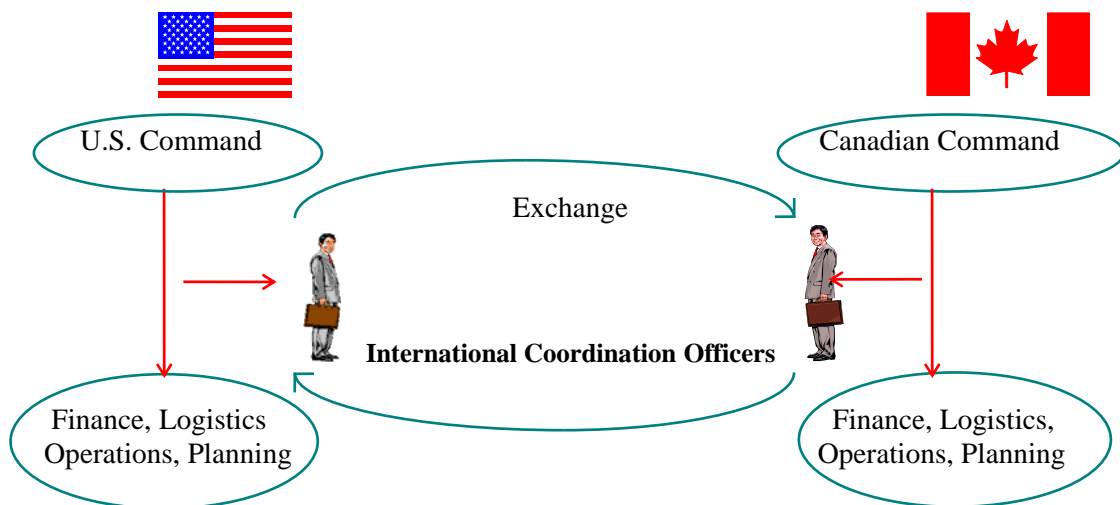 U.S. Command
Canadian Command
Exchange
International Coordination Officers
Finance, Logistics
Operations, Planning
Finance, Logistics,
Operations, Planning